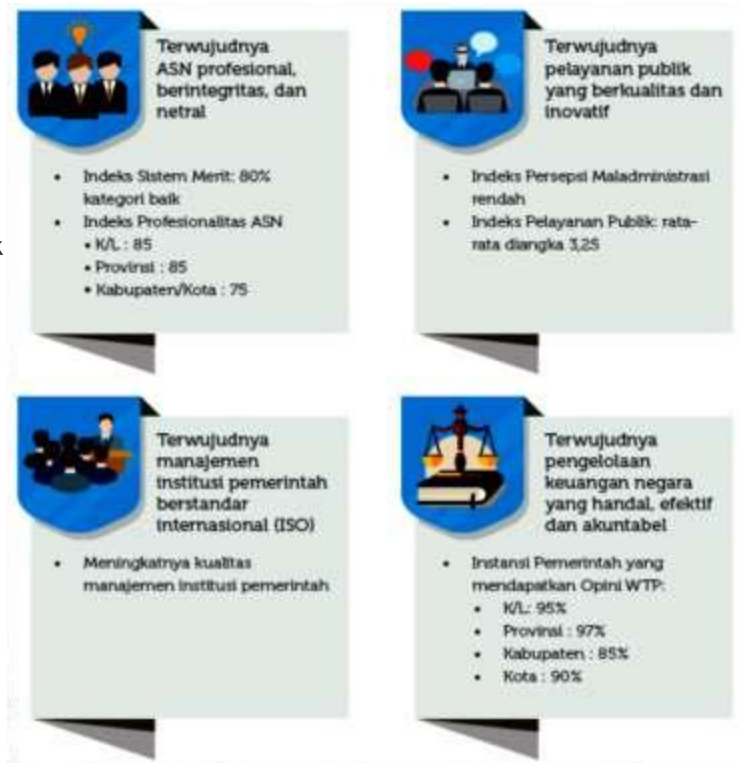 Terwujudnya
ASN profesional,
berintegritas, dan
netral
• Indeks Sistem Merit: 80%
kategori baik
• Indeks Profesionalitas ASN
• K/L : 85
• Provinsi : 85
• Kabupaten/Kota : 75
Terwujudnya
pelayanan publik
yang berkualitas dan
inovatif
• Indeks Persepsi Maladministrasi
rendah
• Indeks Pelayanan Publik: rata-
rata diangka 3,25
k
Terwujudnya
manajemen
institusi pemerintah
berstandar
internasional (ISO)
• Meningkatnya kualitas
manajemen institusi pemerintah
Terwujudnya
pengelolaan
keuangan negara
yang handal, efektif
dan akuntabel
• Instansi Pemerintah yang
mendapatkan Opini WTP:
• K/L: 95%
• Provinsi : 97%
• Kabupaten : 85%
• Kota : 90%